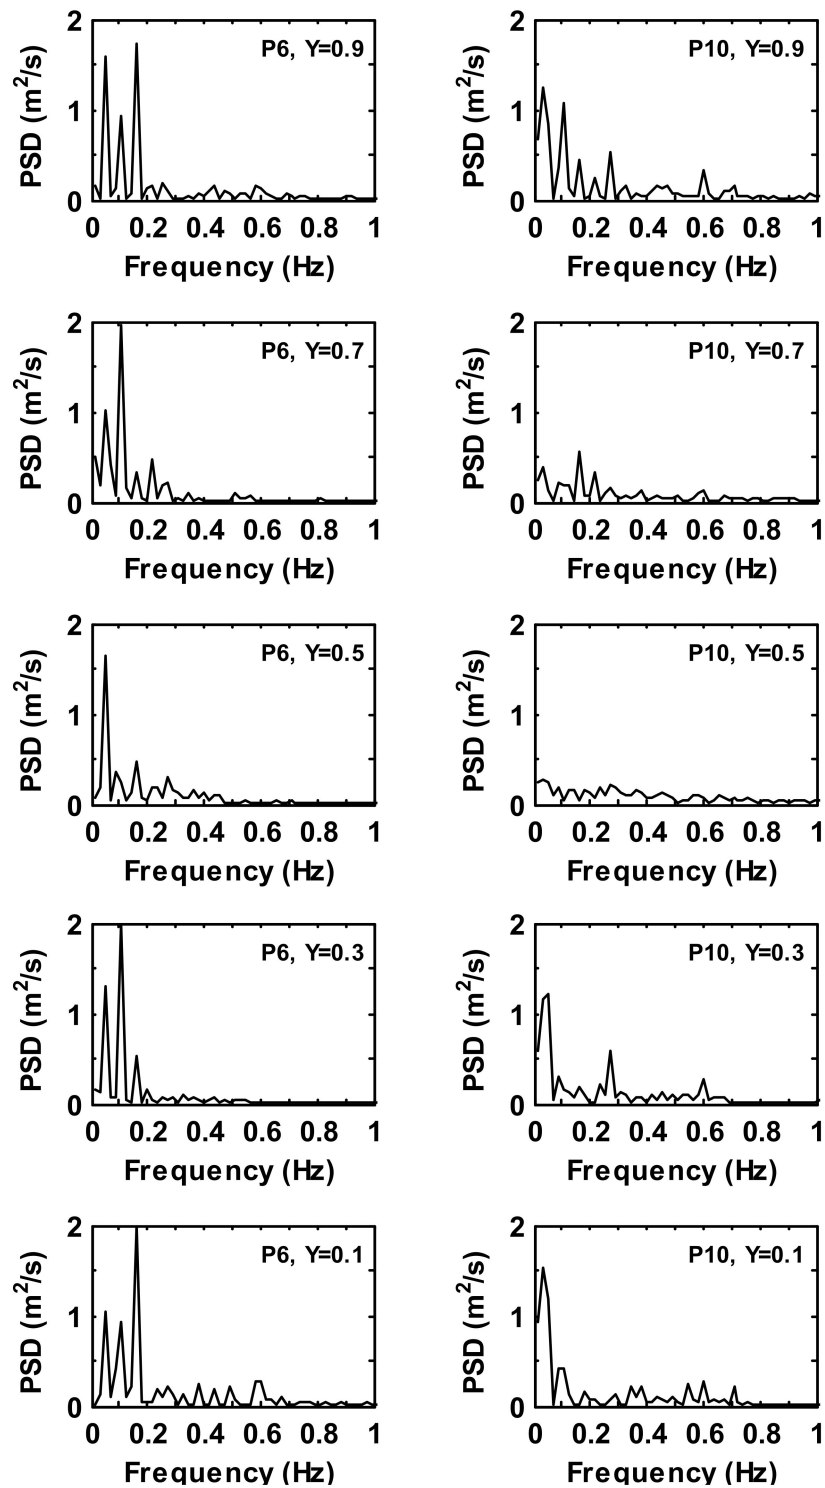 2
P6, Y=0.9
PSD (m²/s)
1
0
0 0.2 0.4 0.6 0.8 1
Frequency (Hz)
2
P10, Y=0.9
PSD (m²/s)
1
0
0 0.2 0.4 0.6 0.8 1
Frequency (Hz)
2
P6, Y=0.7
PSD (m²/s)
1
0
0 0.2 0.4 0.6 0.8 1
Frequency (Hz)
2
P10, Y=0.7
PSD (m²/s)
1
0
0 0.2 0.4 0.6 0.8 1
Frequency (Hz)
2
P6, Y=0.5
PSD (m²/s)
1
0
0 0.2 0.4 0.6 0.8 1
Frequency (Hz)
2
P10, Y=0.5
PSD (m²/s)
1
0
0 0.2 0.4 0.6 0.8 1
Frequency (Hz)
2
P6, Y=0.3
PSD (m²/s)
1
0
0 0.2 0.4 0.6 0.8 1
Frequency (Hz)
2
P10, Y=0.3
PSD (m²/s)
1
0
0 0.2 0.4 0.6 0.8 1
Frequency (Hz)
2
P6, Y=0.1
PSD (m²/s)
1
0
0 0.2 0.4 0.6 0.8 1
Frequency (Hz)
2
P10, Y=0.1
PSD (m²/s)
1
0
0 0.2 0.4 0.6 0.8 1
Frequency (Hz)